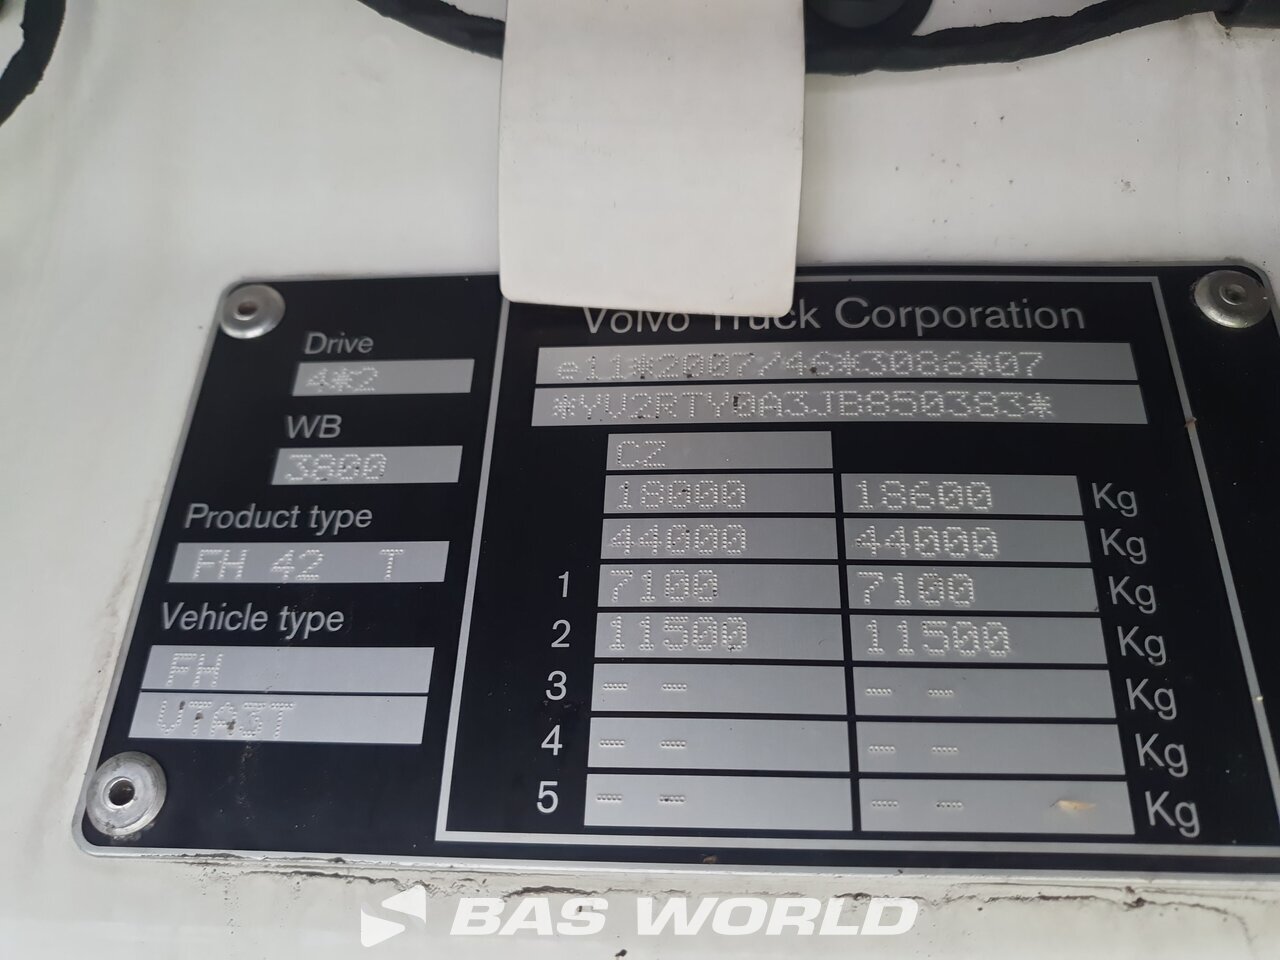 Volvo Truck Corporation
Drive
4*2
WB
3800
Product type
FH 42 T
Vehicle type
FH
VTA3T
e11*2007/46*3086*07
*YV2RTY0A3JB850383*
CZ
18000 18600 Kg
44000 44000 Kg
1 7100 7100 Kg
2 11500 11500 Kg
3 -- -- -- -- Kg
4 -- -- -- -- Kg
5 -- -- -- -- Kg
BAS WORLD